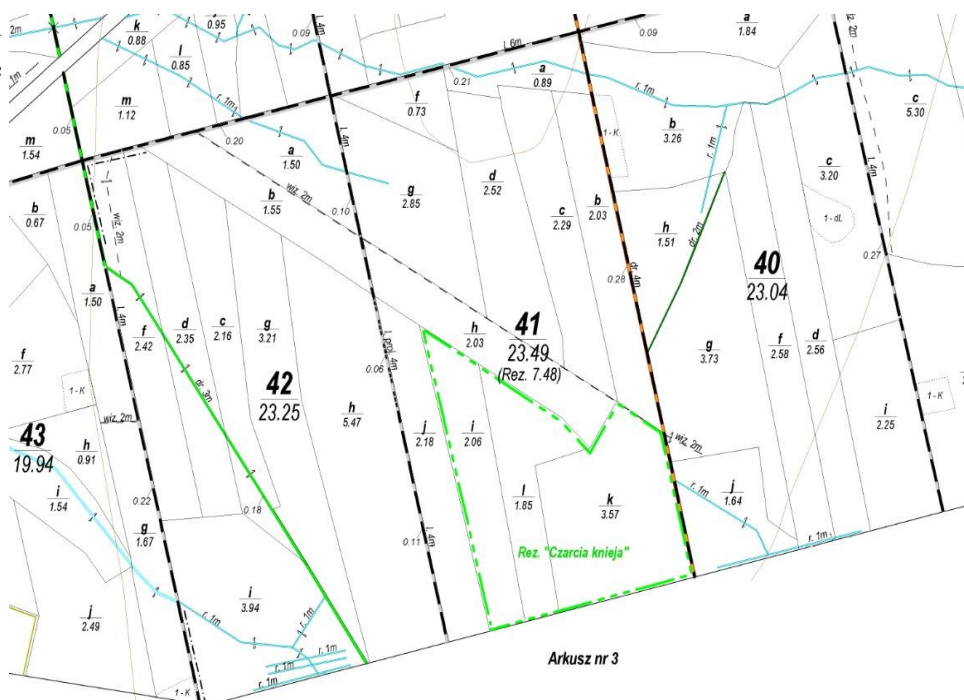 2m
k
0.88
0.95
l
0.85
0.09
l. 4m
l. 6m
0.09
a
1.84
r. 1m
0.21
a
0.89
r. 1m
c
5.30
m
1.12
0.05
f
0.73
b
3.26
1 - K
r. 1m
m
1.54
0.20
a
1.50
l. 4m
d
2.52
c
3.20
l. 4m
b
0.67
wiz. 2m
b
1.55
wiz. 2m
g
2.85
c
2.29
b
2.03
h
1.51
dr. 2m
1 - dL
0.05
0.10
a
1.50
l. 4m
0.28
dr. 4m
40
23.04
0.27
f
2.42
d
2.35
c
2.16
g
3.21
l. proj. 4m
h
2.03
41
23.49
(Rez. 7.48)
g
3.73
f
2.58
d
2.56
f
2.77
1 - K
dr. 3m
42
23.25
0.06
1 - K
wiz. 2m
h
5.47
j
2.18
i
2.06
wiz. 2m
i
2.25
43
19.94
h
0.91
i
1.54
0.22
0.18
l
1.85
k
3.57
r. 1m
j
1.64
g
1.67
l. 4m
0.11
Rez. "Czarcia knieja"
r. 1m
j
2.49
i
3.94
r. 1m
r. 1m
r. 1m
r. 1m
r. 1m
1 - K
Arkusz nr 3